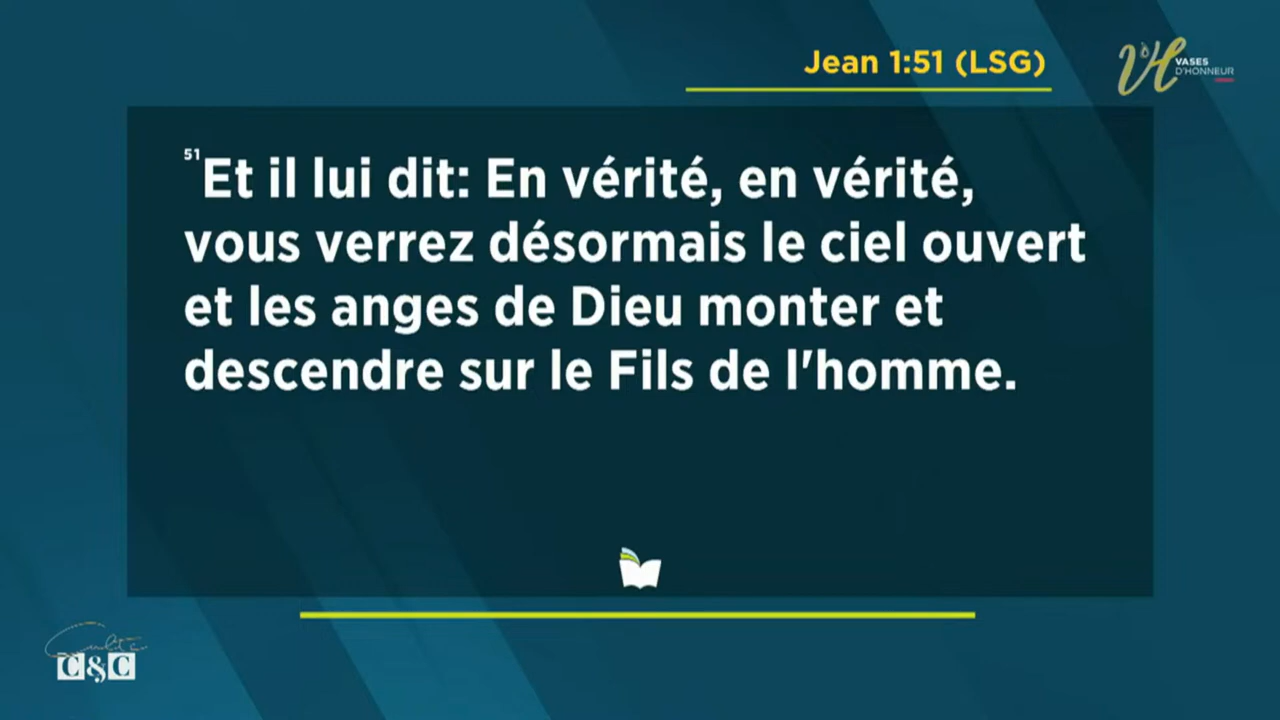 Jean 1:51 (LSG)
VASES
D'HONNEUR
51 Et il lui dit: En vérité, en vérité,
vous verrez désormais le ciel ouvert
et les anges de Dieu monter et
descendre sur le Fils de l'homme.
C&C